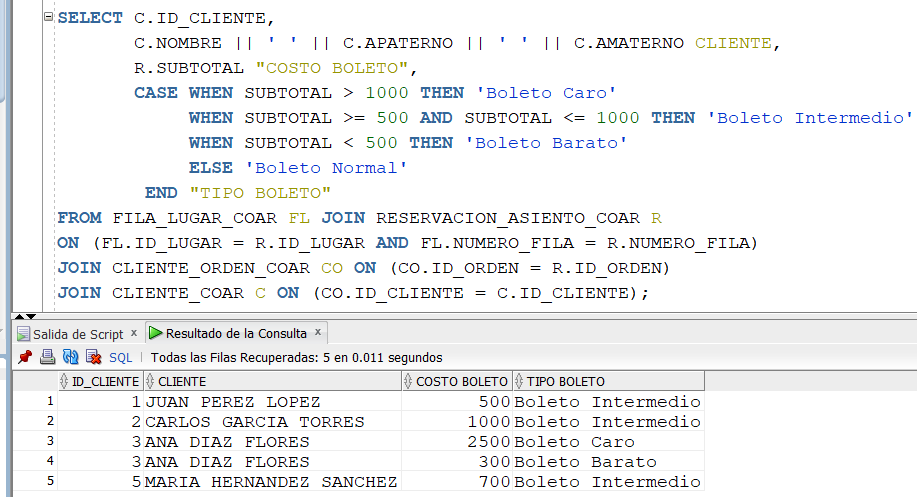 SELECT C.ID_CLIENTE,
C.NOMBRE || ' ' || C.APATERNO || ' ' || C.AMATERNO CLIENTE,
R.SUBTOTAL "COSTO BOLETO",
CASE WHEN SUBTOTAL > 1000 THEN 'Boleto Caro'
WHEN SUBTOTAL >= 500 AND SUBTOTAL <= 1000 THEN 'Boleto Intermedio'
WHEN SUBTOTAL < 500 THEN 'Boleto Barato'
ELSE 'Boleto Normal'
END "TIPO BOLETO"
FROM FILA_LUGAR_COAR FL JOIN RESERVACION_ASIENTO_COAR R
ON (FL.ID_LUGAR = R.ID_LUGAR AND FL.NUMERO_FILA = R.NUMERO_FILA)
JOIN CLIENTE_ORDEN_COAR CO ON (CO.ID_ORDEN = R.ID_ORDEN)
JOIN CLIENTE_COAR C ON (CO.ID_CLIENTE = C.ID_CLIENTE);
Salida de Script x Resultado de la Consulta x
SQL | Todas las Filas Recuperadas: 5 en 0.011 segundos
ID_CLIENTE CLIENTE COSTO BOLETO TIPO BOLETO
1 1 JUAN PEREZ LOPEZ 500 Boleto Intermedio
2 2 CARLOS GARCIA TORRES 1000 Boleto Intermedio
3 3 ANA DIAZ FLORES 2500 Boleto Caro
4 3 ANA DIAZ FLORES 300 Boleto Barato
5 5 MARIA HERNANDEZ SANCHEZ 700 Boleto Intermedio